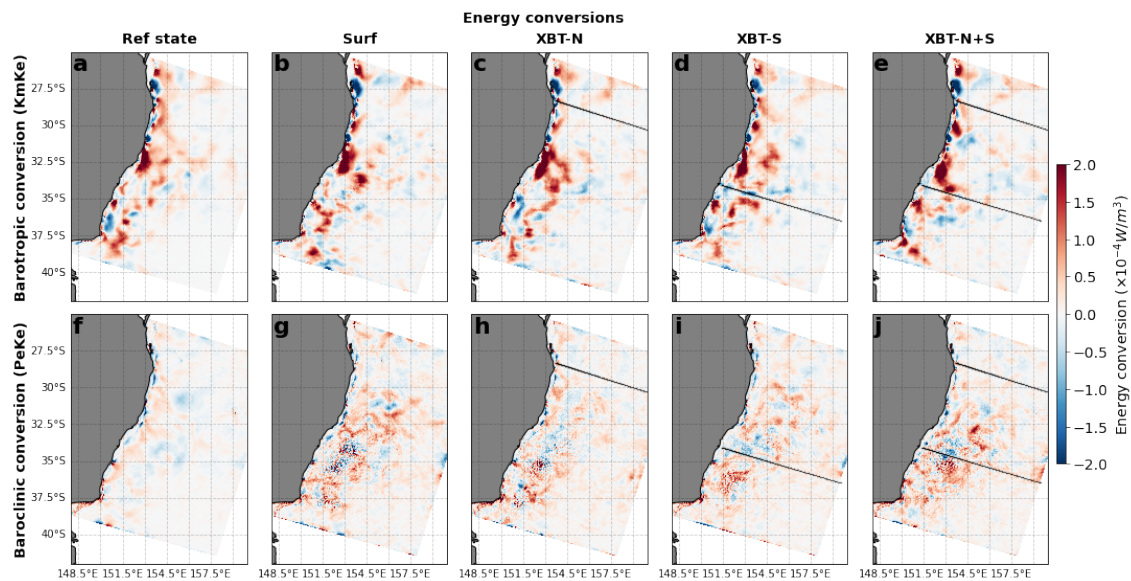 Energy conversions
Ref state Surf XBT-N XBT-S XBT-N+S
Barotropic conversion (KmKe)
a b c d e
27.5°S
30°S
32.5°S
35°S
37.5°S
40°S
Baroclinic conversion (PeKe)
f g h i j
27.5°S
30°S
32.5°S
35°S
37.5°S
40°S
148.5°E 151.5°E 154.5°E 157.5°E 148.5°E 151.5°E 154.5°E 157.5°E 148.5°E 151.5°E 154.5°E 157.5°E 148.5°E 151.5°E 154.5°E 157.5°E 148.5°E 151.5°E 154.5°E 157.5°E
2.0
1.5
1.0
0.5
0.0
−0.5
−1.0
−1.5
−2.0
Energy conversion (×10⁻⁴W/m³)